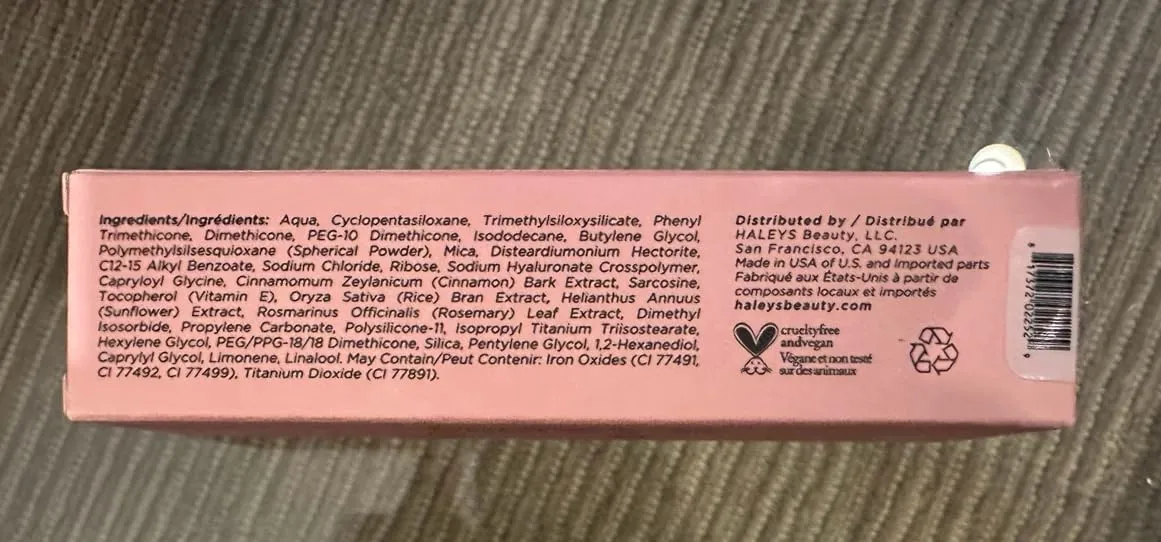 Ingredients/Ingrédients: Aqua, Cyclopentasiloxane, Trimethylsiloxysilicate, Phenyl
Trimethicone, Dimethicone, PEG-10 Dimethicone, Isododecane, Butylene Glycol,
Polymethylsilsesquioxane (Spherical Powder), Mica, Disteardiumonium Hectorite,
C12-15 Alkyl Benzoate, Sodium Chloride, Ribose, Sodium Hyaluronate Crosspolymer,
Capryloyl Glycine, Cinnamomum Zeylanicum (Cinnamon) Bark Extract, Sarcosine,
Tocopherol (Vitamin E), Oryza Sativa (Rice) Bran Extract, Helianthus Annuus
(Sunflower) Extract, Rosmarinus Officinalis (Rosemary) Leaf Extract, Dimethyl
Isosorbide, Propylene Carbonate, Polysilicone-11, Isopropyl Titanium Triisostearate,
Hexylene Glycol, PEG/PPG-18/18 Dimethicone, Silica, Pentylene Glycol, 1,2-Hexanediol,
Caprylyl Glycol, Limonene, Linalool. May Contain/Peut Contenir: Iron Oxides (CI 77491,
CI 77492, CI 77499), Titanium Dioxide (CI 77891).
Distributed by / Distribué par
HALEYS Beauty, LLC.
San Francisco, CA 94123 USA
Made in USA of U.S. and Imported parts
Fabriqué aux États-Unis à partir de
composants locaux et importés
haleysbeauty.com
crueltyfree
andvegan
Végane et non testé
sur des animaux